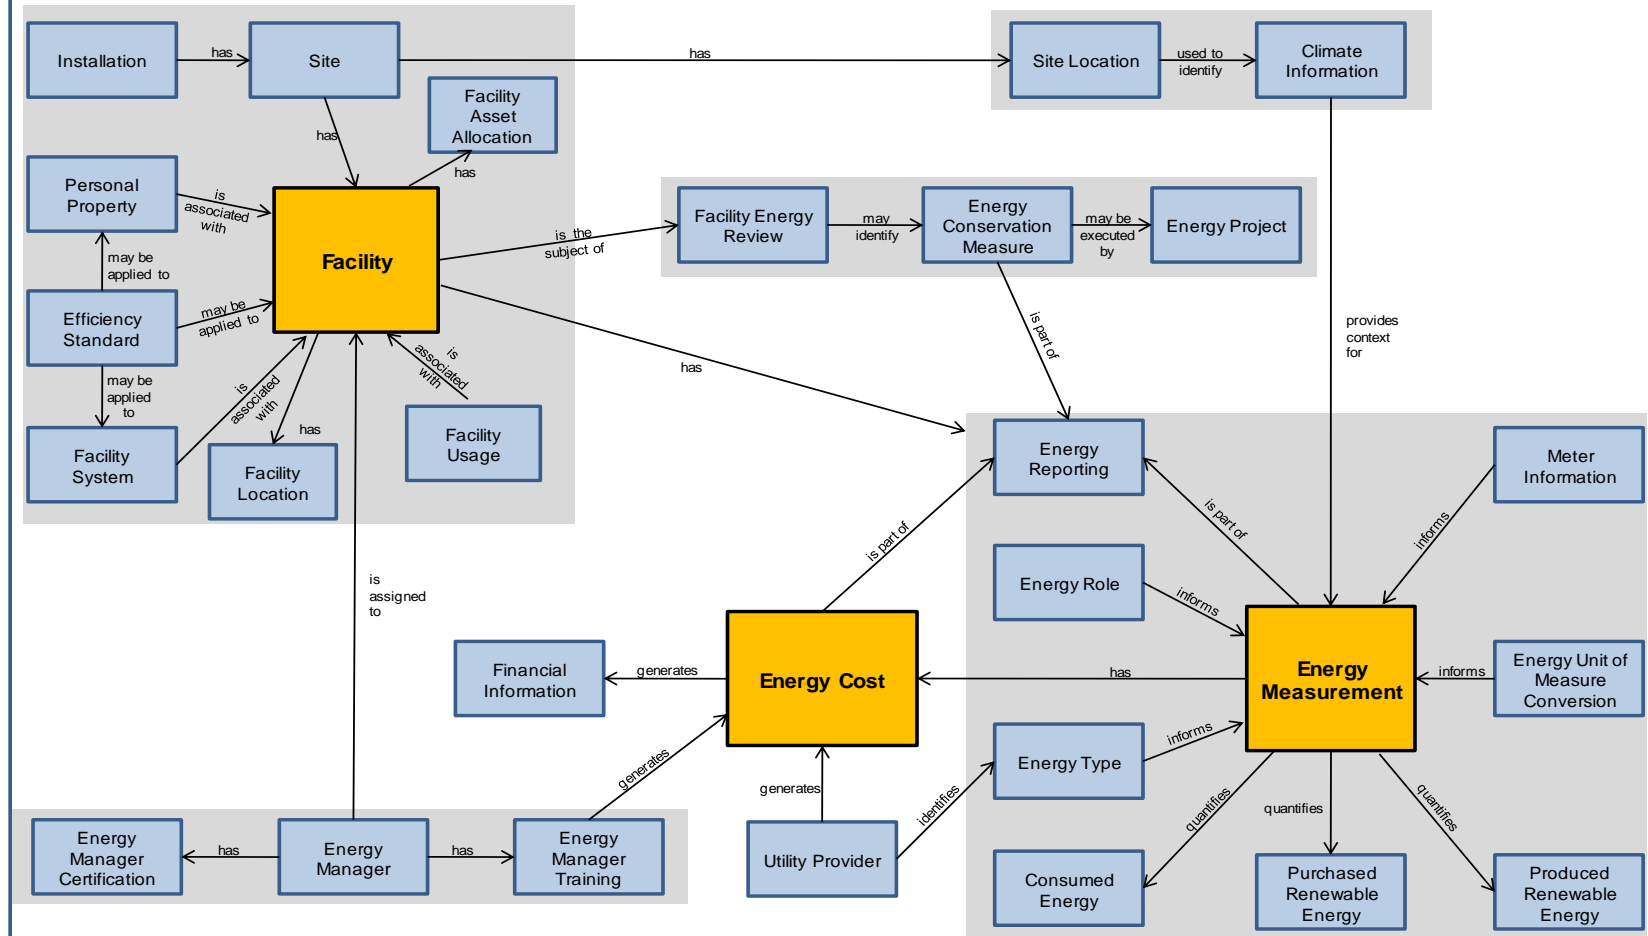 Installation
has
Site
has
Site Location
used to
identify
Climate
Information
has
Facility
Asset
Allocation
has
Personal
Property
is
associated
with
Facility
is the
subject of
Facility Energy
Review
may
identify
Energy
Conservation
Measure
may be
executed
by
Energy Project
may be
applied to
Efficiency
Standard
may be
applied to
may be
applied
to
Facility
System
is
associated
with
has
Facility
Location
is
associated
with
Facility
Usage
has
is part of
provides
context
for
Energy
Reporting
Meter
Information
is part of
is part of
informs
Energy Role
informs
is
assigned
to
Financial
Information
generates
Energy Cost
has
Energy
Measurement
informs
Energy Unit of
Measure
Conversion
generates
generates
Energy Type
informs
identifies
quantifies
quantifies
quantifies
Energy
Manager
Certification
has
Energy
Manager
has
Energy
Manager
Training
Utility Provider
Consumed
Energy
Purchased
Renewable
Energy
Produced
Renewable
Energy